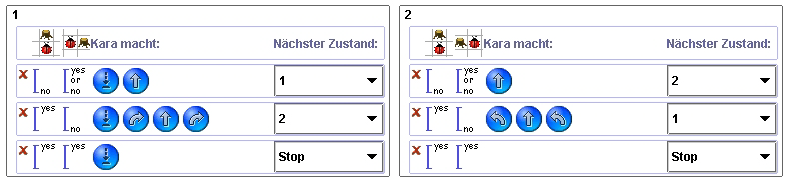 1
Kara macht: Nächster Zustand:
yes
or
no no 1
yes no 2
yes yes Stop
2
Kara macht: Nächster Zustand:
yes
or
no no 2
yes no 1
yes yes Stop